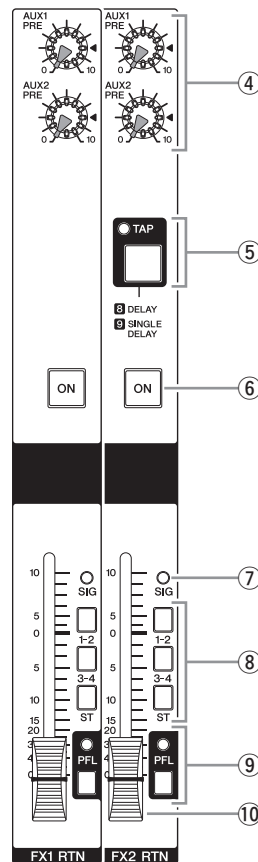 AUX1 PRE
AUX1 PRE
0 10
0 10
④
AUX2 PRE
AUX2 PRE
0 10
0 10
TAP
⑤
8 DELAY
9 SINGLE DELAY
ON
ON
⑥
10
SIG
10
SIG
⑦
5
0
5
10
15
20
1-2
3-4
ST
5
0
5
10
15
20
1-2
3-4
ST
⑧
PFL
PFL
⑨
⑩
FX1 RTN
FX2 RTN